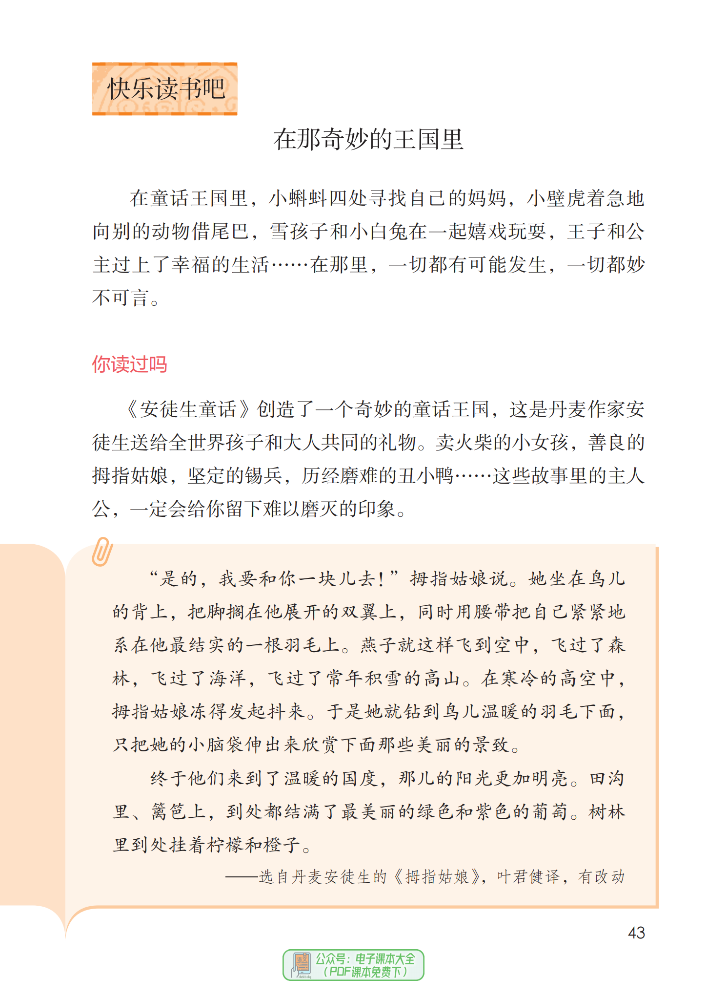 快乐读书吧
在那奇妙的王国里
在童话王国里，小蝌蚪四处寻找自己的妈妈，小壁虎着急地
向别的动物借尾巴，雪孩子和小白兔在一起嬉戏玩耍，王子和公
主过上了幸福的生活……在那里，一切都有可能发生，一切都妙
不可言。
你读过吗
《安徒生童话》创造了一个奇妙的童话王国，这是丹麦作家安
徒生送给全世界孩子和大人共同的礼物。卖火柴的小女孩，善良的
拇指姑娘，坚定的锡兵，历经磨难的丑小鸭……这些故事里的主人
公，一定会给你留下难以磨灭的印象。
“是的，我要和你一块儿去！”拇指姑娘说。她坐在鸟儿
的背上，把脚搁在他展开的双翼上，同时用腰带把自己紧紧地
系在他最结实的一根羽毛上。燕子就这样飞到空中，飞过了森
林，飞过了海洋，飞过了常年积雪的高山。在寒冷的高空中，
拇指姑娘冻得发起抖来。于是她就钻到鸟儿温暖的羽毛下面，
只把她的小脑袋伸出来欣赏下面那些美丽的景致。
终于他们来到了温暖的国度，那儿的阳光更加明亮。田沟
里、篱笆上，到处都结满了最美丽的绿色和紫色的葡萄。树林
里到处挂着柠檬和橙子。
——选自丹麦安徒生的《拇指姑娘》，叶君健译，有改动
43
语文
dzkbdq
公众号：电子课本大全
（PDF课本免费下）